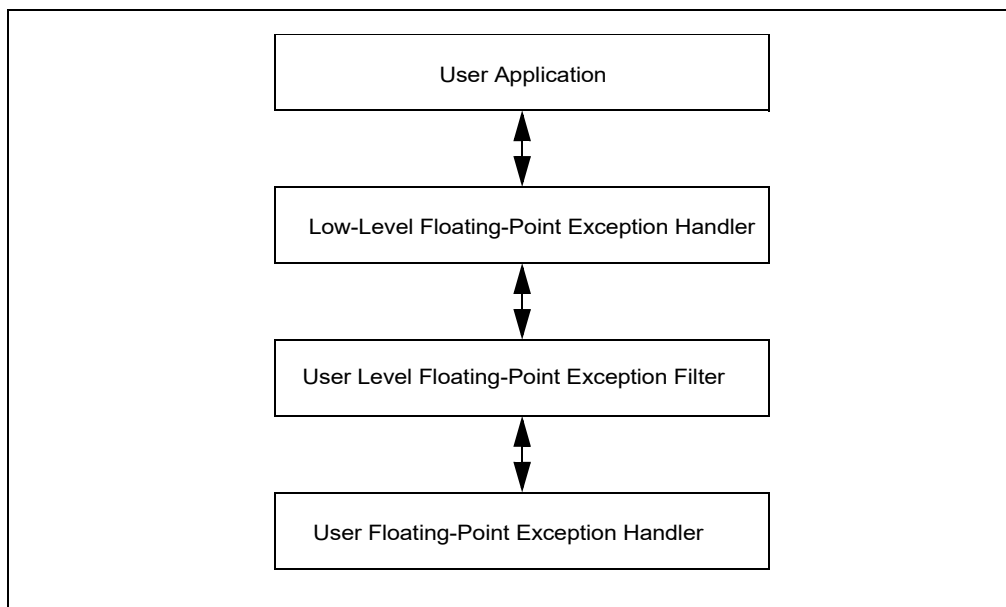 User Application
Low-Level Floating-Point Exception Handler
User Level Floating-Point Exception Filter
User Floating-Point Exception Handler